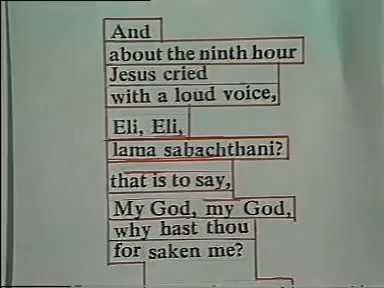 And
about the ninth hour
Jesus cried
with a loud voice,
Eli, Eli,
lama sabachthani?
that is to say,
My God, my God,
why hast thou
for saken me?